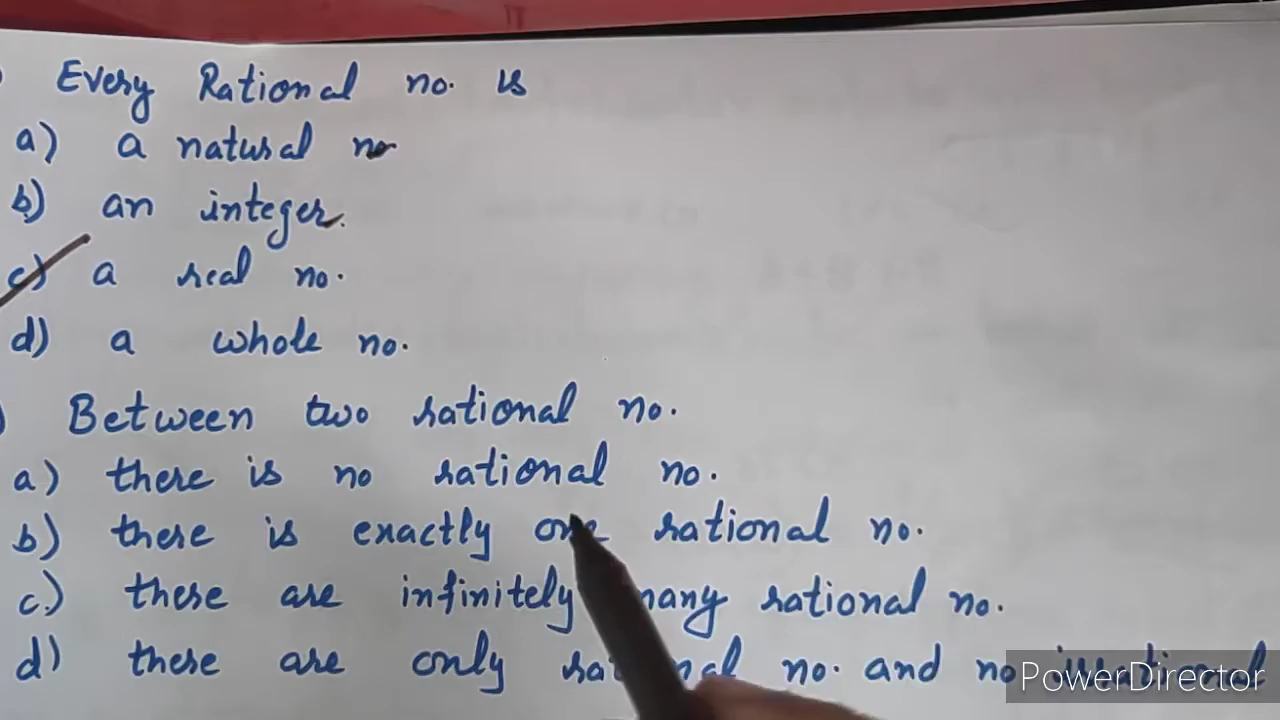 Every Rational no. is
a) a natural no
b) an integer.
c) a real no.
d) a whole no.
Between two rational no.
a) there is no rational no.
b) there is exactly one rational no.
c.) there are infinitely many rational no.
d) there are only rational no. and no irrational
PowerDirector